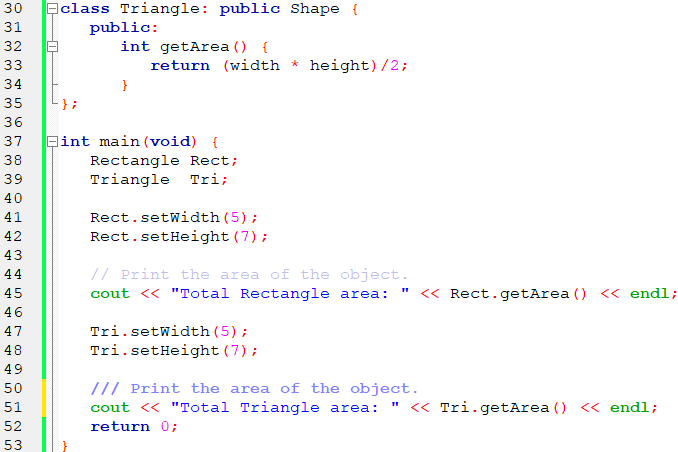 30 class Triangle: public Shape {
31 public:
32 int getArea() {
33 return (width * height)/2;
34 }
35 };
36
37 int main(void) {
38 Rectangle Rect;
39 Triangle  Tri;
40
41 Rect.setWidth(5);
42 Rect.setHeight(7);
43
44 // Print the area of the object.
45 cout << "Total Rectangle area: " << Rect.getArea() << endl;
46
47 Tri.setWidth(5);
48 Tri.setHeight(7);
49
50 /// Print the area of the object.
51 cout << "Total Triangle area: " << Tri.getArea() << endl;
52 return 0;
53 }